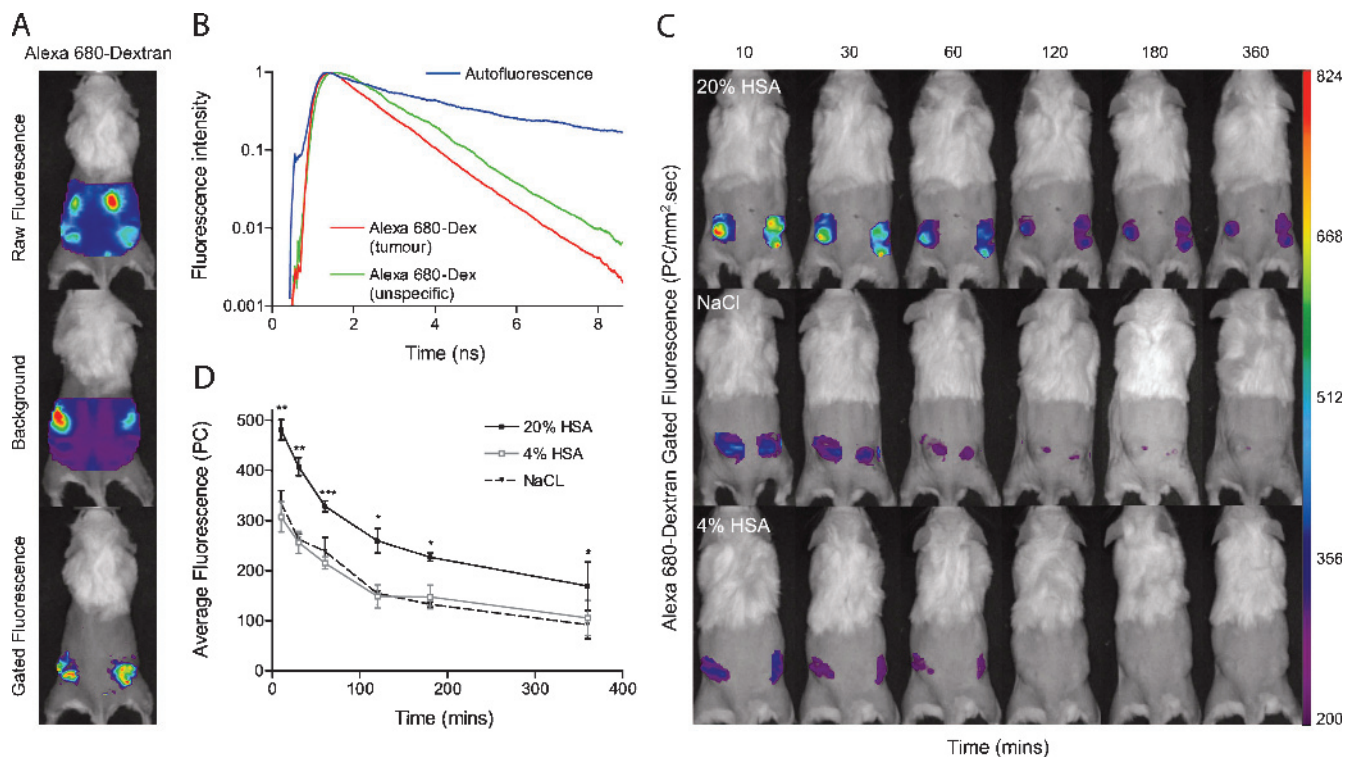 A
Alexa 680-Dextran
Raw Fluorescence
Background
Gated Fluorescence
B
Fluorescence intensity
1
0.1
0.01
0.001
Autofluorescence
Alexa 680-Dex
(tumour)
Alexa 680-Dex
(unspecific)
0 2 4 6 8
Time (ns)
D
Average Fluorescence (PC)
500
400
300
200
100
0
** ** *** * * *
20% HSA
4% HSA
NaCL
0 100 200 300 400
Time (mins)
C
10 30 60 120 180 360
20% HSA
NaCl
4% HSA
Alexa 680-Dextran Gated Fluorescence (PC/mm².sec)
824
668
512
356
200
Time (mins)